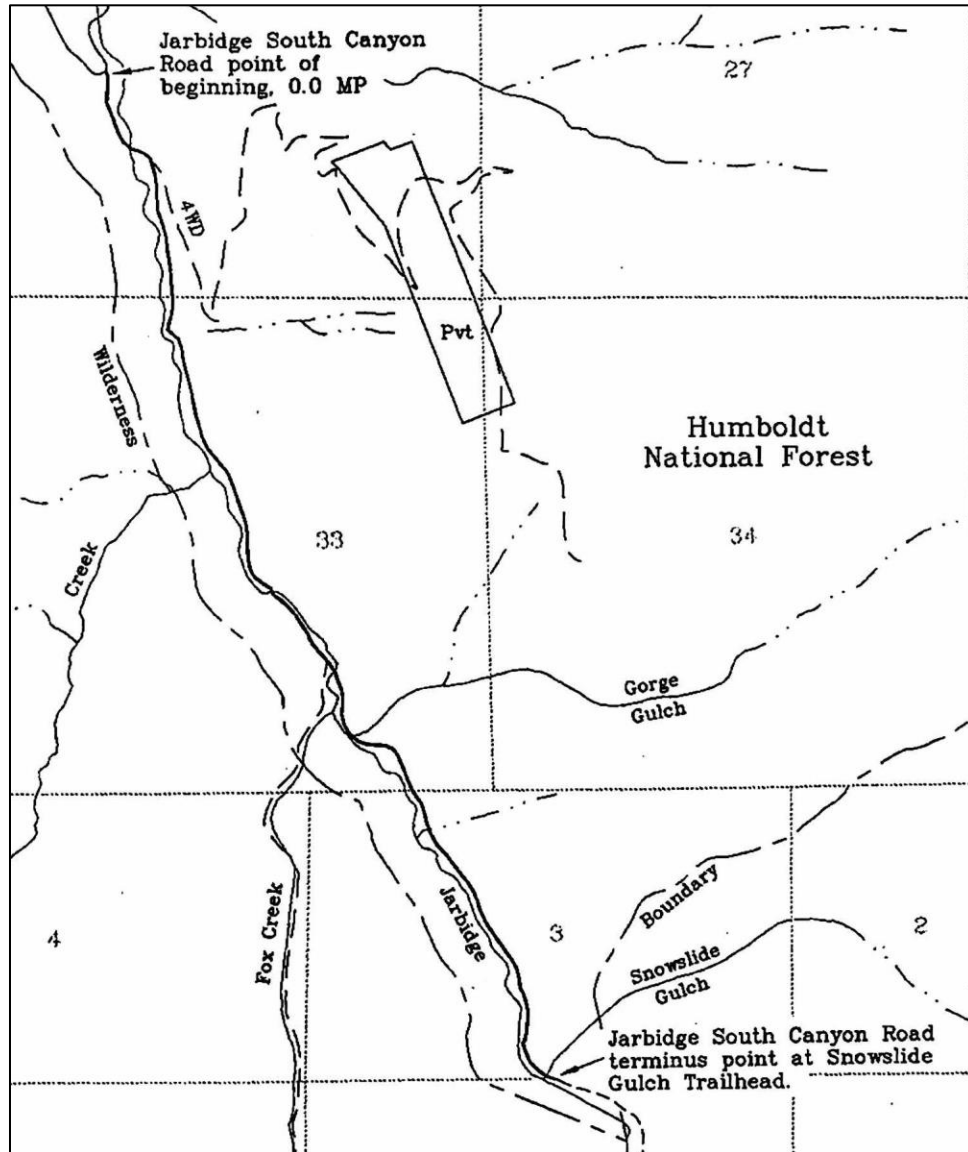 Jarbidge South Canyon
Road point of
beginning, 0.0 MP
27
4WD
Pvt
Wilderness
Humboldt
National Forest
33
34
Creek
Gorge
Gulch
Boundary
Jarbidge
Fox Creek
4
3
2
Snowslide
Gulch
Jarbidge South Canyon Road
terminus point at Snowslide
Gulch Trailhead.